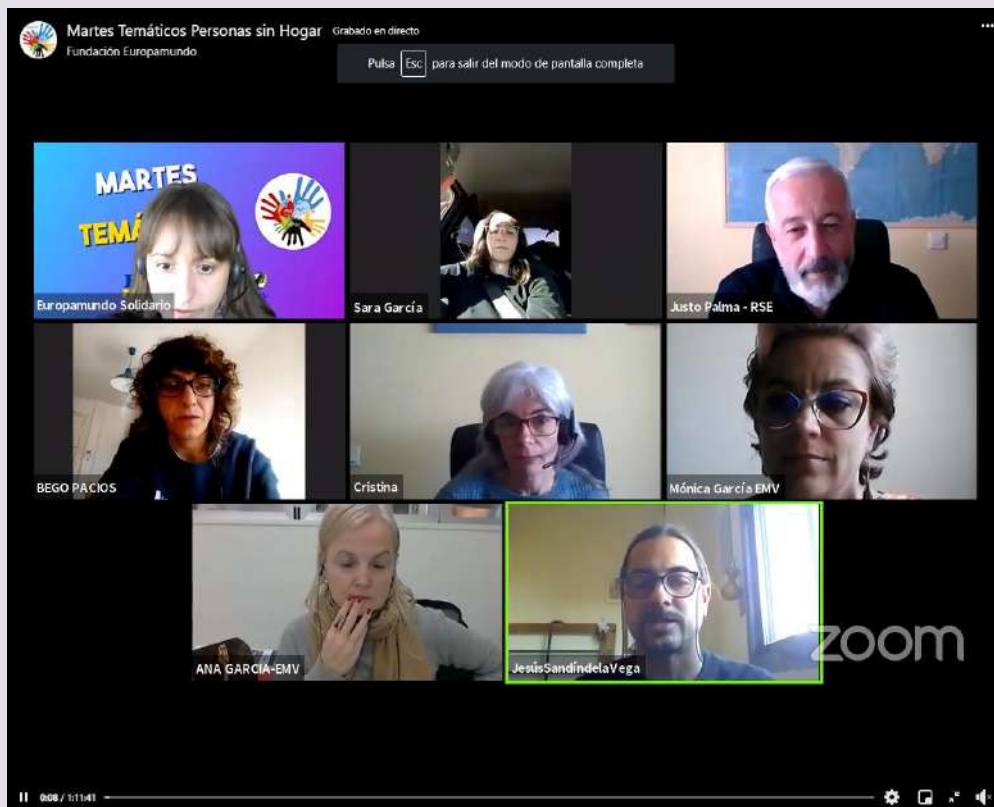 Martes Temáticos Personas sin Hogar Grabado en directo
Fundación Europamundo
Pulsa Esc para salir del modo de pantalla completa
MARTES
TEMÁ
Europamundo Solidario
Sara García
Justo Palma - RSE
BEGO PACIOS
Cristina
Mónica García EMV
ANA GARCIA-EMV
JesúsSandíndelaVega
zoom
0:08 / 1:11:41